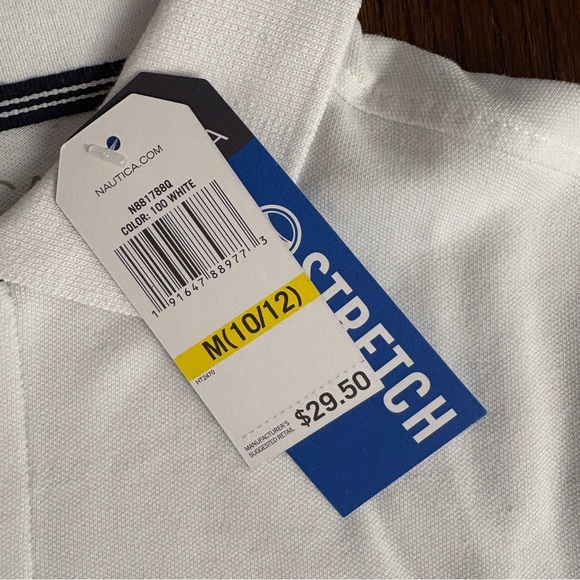 NAUTICA.COM
N881788Q
COLOR: 100 WHITE
1 91647 88977 3
M(10/12)
HT2470
MANUFACTURER'S
SUGGESTED RETAIL
$29.50
A
STRETCH